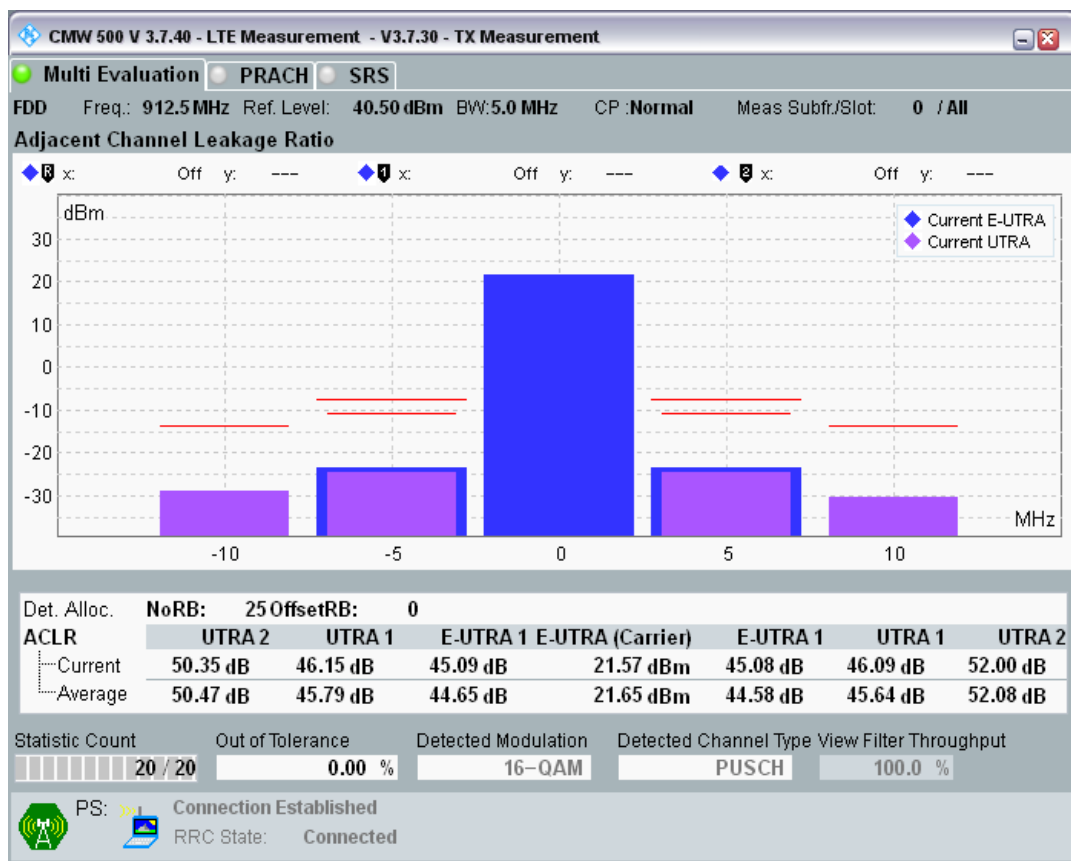 CMW 500 V 3.7.40 - LTE Measurement - V3.7.30 - TX Measurement
Multi Evaluation PRACH SRS
FDD Freq.: 912.5 MHz Ref. Level: 40.50 dBm BW: 5.0 MHz CP :Normal Meas Subfr./Slot: 0 / All
Adjacent Channel Leakage Ratio
R x: Off y: --- 1 x: Off y: --- 2 x: Off y: ---
dBm
Current E-UTRA
Current UTRA
30
20
10
0
-10
-20
-30
MHz
-10 -5 0 5 10
Det. Alloc. NoRB: 25 OffsetRB: 0
ACLR UTRA 2 UTRA 1 E-UTRA 1 E-UTRA (Carrier) E-UTRA 1 UTRA 1 UTRA 2
Current 50.35 dB 46.15 dB 45.09 dB 21.57 dBm 45.08 dB 46.09 dB 52.00 dB
Average 50.47 dB 45.79 dB 44.65 dB 21.65 dBm 44.58 dB 45.64 dB 52.08 dB
Statistic Count Out of Tolerance Detected Modulation Detected Channel Type View Filter Throughput
20 / 20 0.00 % 16-QAM PUSCH 100.0 %
PS: Connection Established
RRC State: Connected